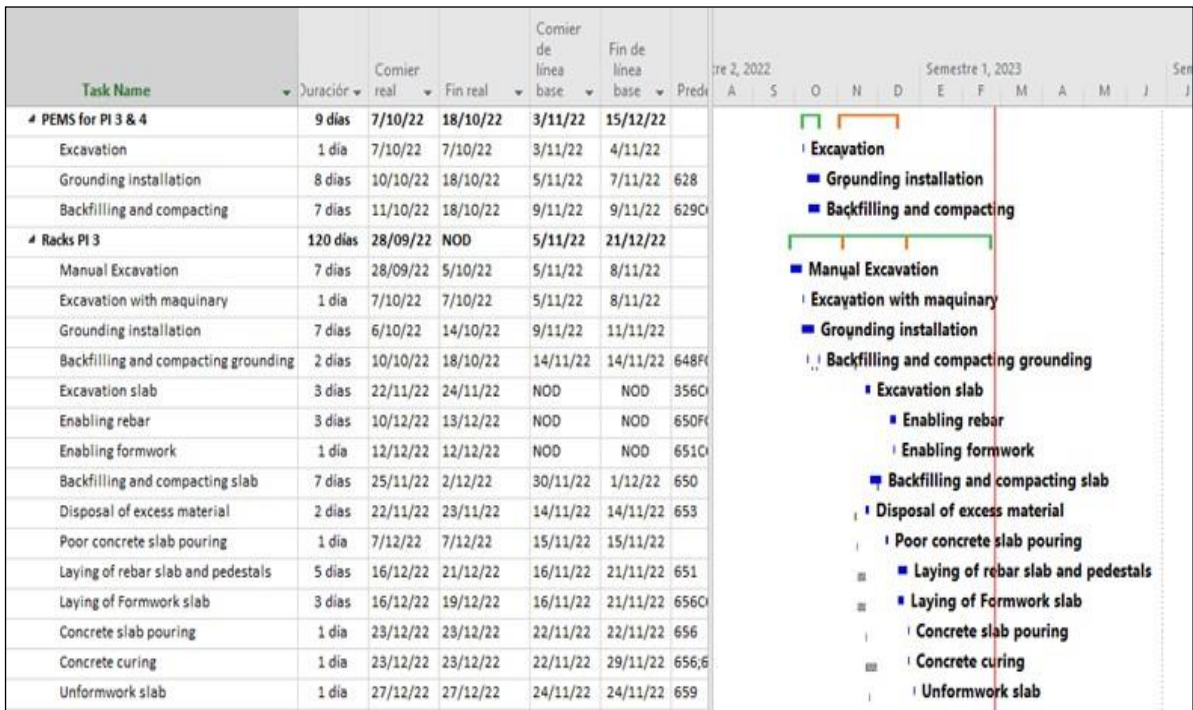 Comier
de Fin de
Comier línea línea tre 2, 2022 Semestre 1, 2023 Sem
Task Name Duración real Fin real base base Prede A S O N D E F M A M J J
PEMS for PI 3 & 4 9 días 7/10/22 18/10/22 3/11/22 15/12/22
Excavation 1 día 7/10/22 7/10/22 3/11/22 4/11/22 Excavation
Grounding installation 8 días 10/10/22 18/10/22 5/11/22 7/11/22 628 Grounding installation
Backfilling and compacting 7 días 11/10/22 18/10/22 9/11/22 9/11/22 629C Backfilling and compacting
Racks PI 3 120 días 28/09/22 NOD 5/11/22 21/12/22
Manual Excavation 7 días 28/09/22 5/10/22 5/11/22 8/11/22 Manual Excavation
Excavation with maquinary 1 día 7/10/22 7/10/22 5/11/22 8/11/22 Excavation with maquinary
Grounding installation 7 días 6/10/22 14/10/22 9/11/22 11/11/22 Grounding installation
Backfilling and compacting grounding 2 días 10/10/22 18/10/22 14/11/22 14/11/22 648F Backfilling and compacting grounding
Excavation slab 3 días 22/11/22 24/11/22 NOD NOD 356C Excavation slab
Enabling rebar 3 días 10/12/22 13/12/22 NOD NOD 650F Enabling rebar
Enabling formwork 1 día 12/12/22 12/12/22 NOD NOD 651C Enabling formwork
Backfilling and compacting slab 7 días 25/11/22 2/12/22 30/11/22 1/12/22 650 Backfilling and compacting slab
Disposal of excess material 2 días 22/11/22 23/11/22 14/11/22 14/11/22 653 Disposal of excess material
Poor concrete slab pouring 1 día 7/12/22 7/12/22 15/11/22 15/11/22 Poor concrete slab pouring
Laying of rebar slab and pedestals 5 días 16/12/22 21/12/22 16/11/22 21/11/22 651 Laying of rebar slab and pedestals
Laying of Formwork slab 3 días 16/12/22 19/12/22 16/11/22 21/11/22 656C Laying of Formwork slab
Concrete slab pouring 1 día 23/12/22 23/12/22 22/11/22 22/11/22 656 Concrete slab pouring
Concrete curing 1 día 23/12/22 23/12/22 22/11/22 29/11/22 656;6 Concrete curing
Unformwork slab 1 día 27/12/22 27/12/22 24/11/22 24/11/22 659 Unformwork slab